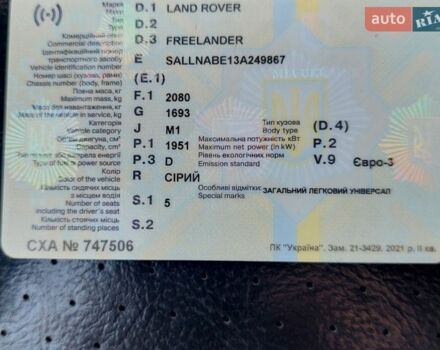 auto RIA
Марка
Make
D.1 LAND ROVER
Тип
Type
D.2
Комерційний опис
Commercial description
D.3 FREELANDER
Ідентифікаційний номер
транспортного засобу
Vehicle identification number
E SALLNABE13A249867
Номер шасі (кузова, рами)
Chassis number (body, frame)
(E.1)
Повна маса, кг
Maximum mass, kg
F.1 2080
Маса без навантаження, кг
Mass of the vehicle in service, kg
G 1693
Категорія
Vehicle category
J M1
Тип кузова
Body type
(D.4)
Об'єм двигуна, см³
Capacity, cm³
P.1 1951
Максимальна потужність кВт
Maximum net power (in kW)
P.2
Тип пального або джерела енергії
Type of fuel or power source
P.3 D
Рівень екологічних норм
Emission standard
V.9 Євро-3
Колір
Color of the vehicle
R СІРИЙ
Кількість сидячих місць
з місцем водія
Number of seats
including the driver's seat
S.1 5
Особливі відмітки:
Special marks
ЗАГАЛЬНИЙ ЛЕГКОВИЙ УНІВЕРСАЛ
Кількість стоячих місць
Number of standing places
S.2
СХА № 747506
ПК "Україна". Зам. 21-3429. 2021 р. II кв.